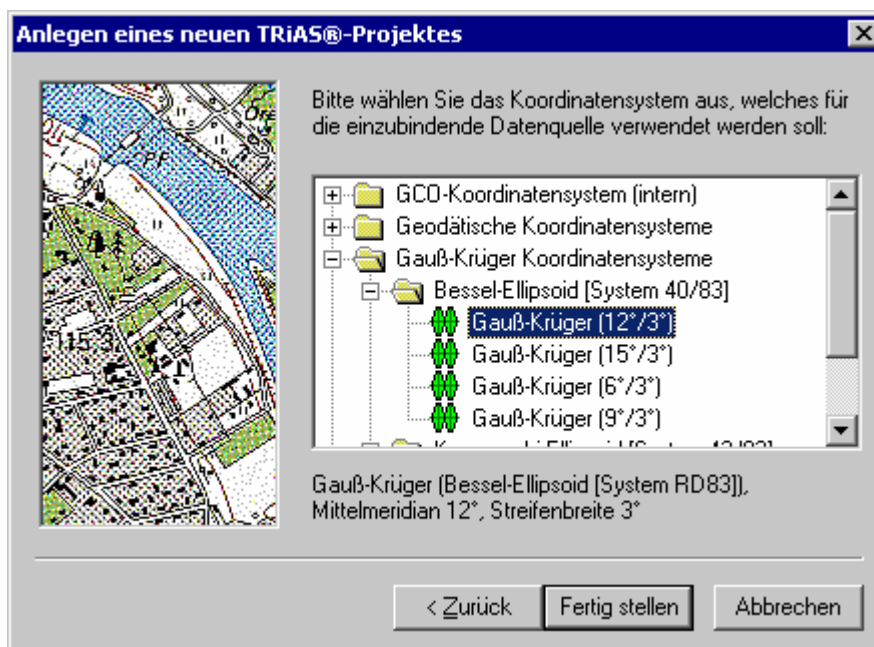 Anlegen eines neuen TRiAS®-Projektes
Bitte wählen Sie das Koordinatensystem aus, welches für
die einzubindende Datenquelle verwendet werden soll:
GCO-Koordinatensystem (intern)
Geodätische Koordinatensysteme
Gauß-Krüger Koordinatensysteme
Bessel-Ellipsoid [System 40/83]
Gauß-Krüger (12°/3°)
Gauß-Krüger (15°/3°)
Gauß-Krüger (6°/3°)
Gauß-Krüger (9°/3°)
Gauß-Krüger (Bessel-Ellipsoid [System RD83]),
Mittelmeridian 12°, Streifenbreite 3°
PF
115.3
< Zurück
Fertig stellen
Abbrechen